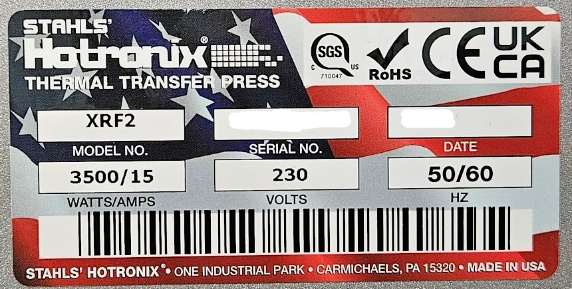 STAHLS'
Hotronix®
THERMAL TRANSFER PRESS
SGS
C US
710047
RoHS
CE
UK
CA
XRF2
MODEL NO. SERIAL NO. DATE
3500/15 230 50/60
WATTS/AMPS VOLTS HZ
STAHLS' HOTRONIX® • ONE INDUSTRIAL PARK • CARMICHAELS, PA 15320 • MADE IN USA